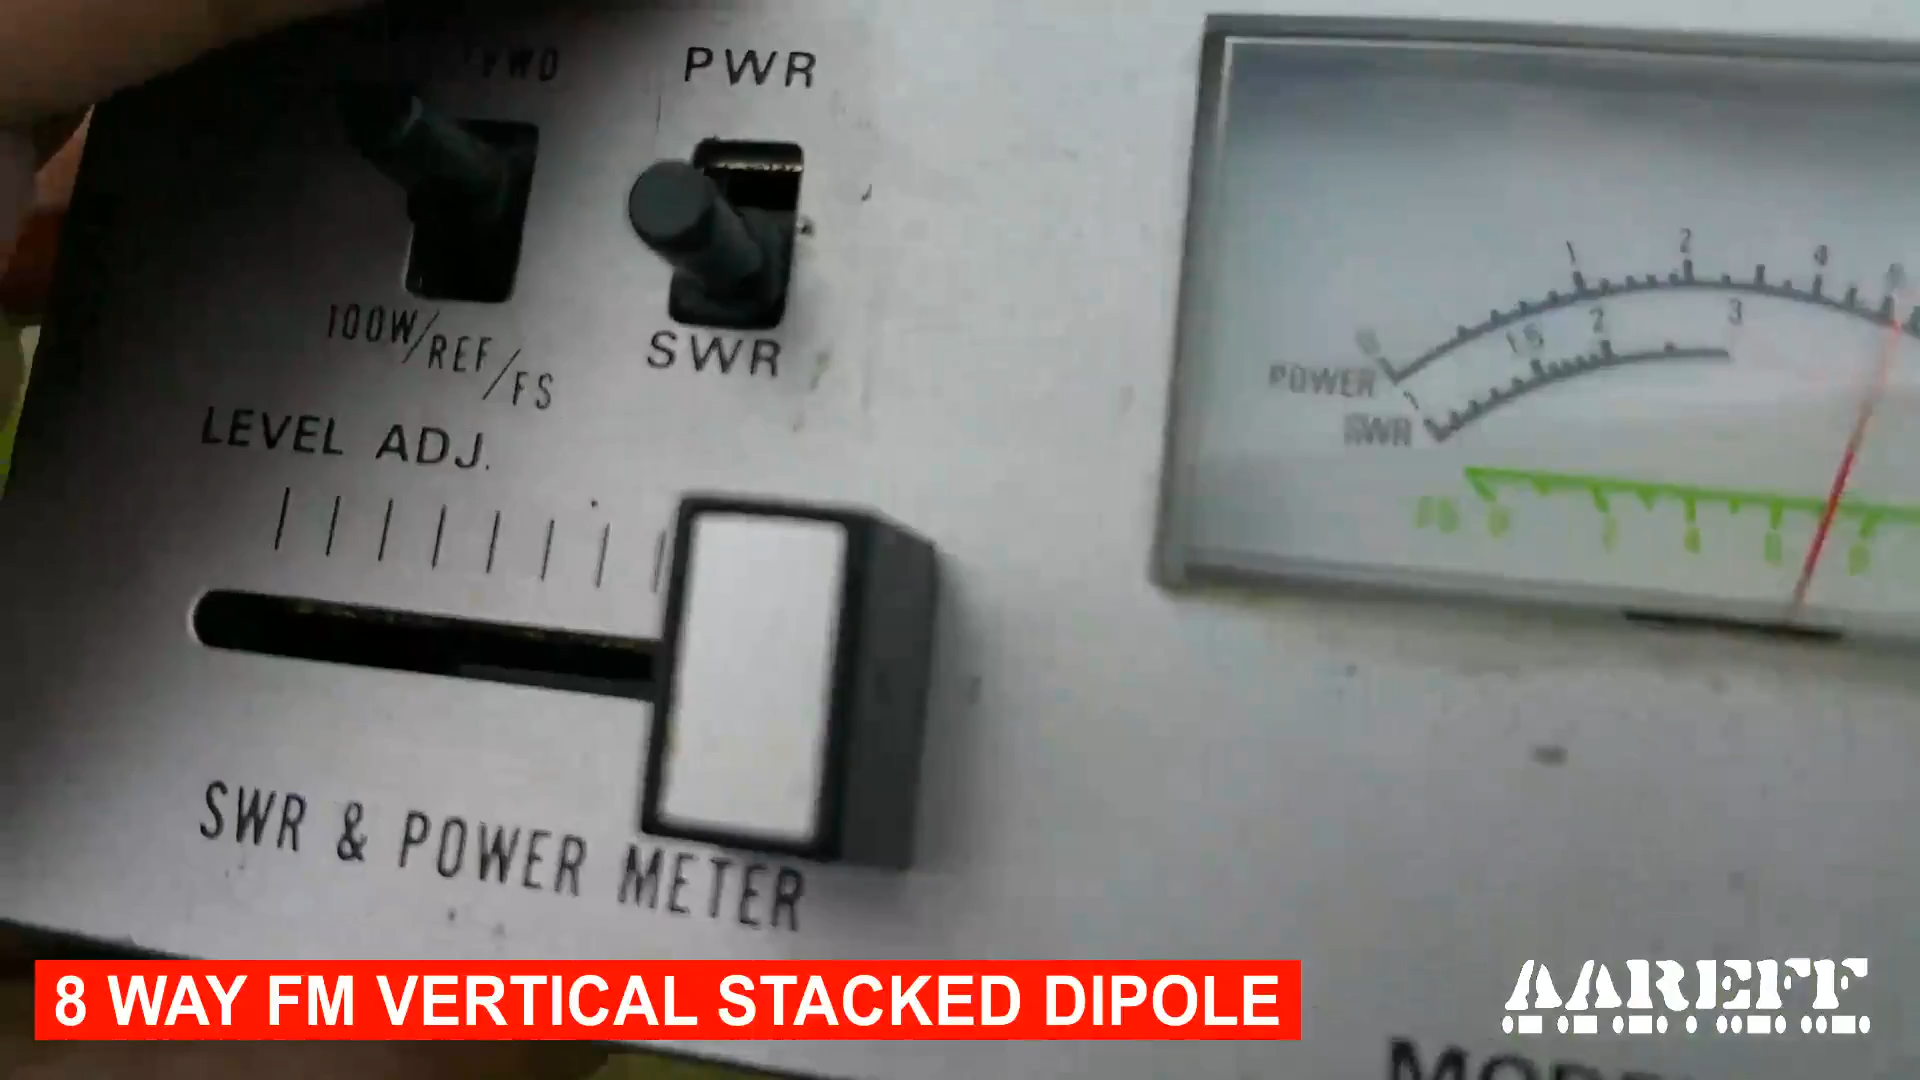 PWR
100W/REF/FS
SWR
LEVEL ADJ.
SWR & POWER METER
1 2 4
1.5 2 3
POWER
SWR
8 WAY FM VERTICAL STACKED DIPOLE
AAREFF